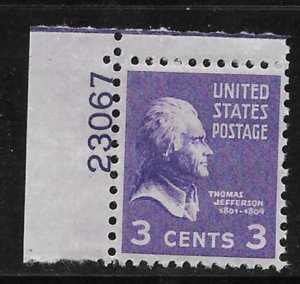 23067
UNITED
STATES
POSTAGE
THOMAS
JEFFERSON
1801-1809
3 CENTS 3